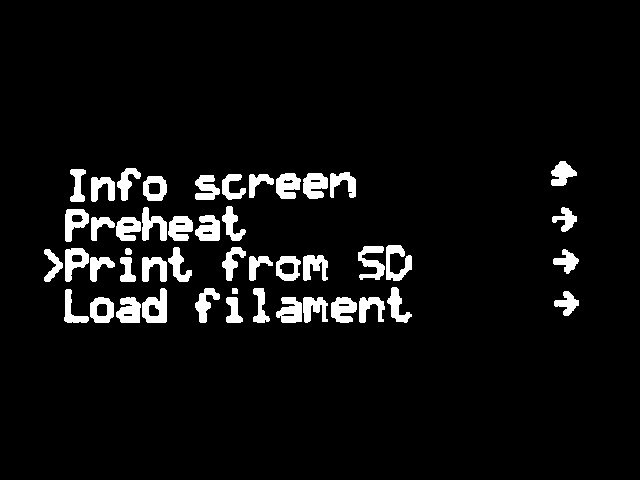 Info screen
Preheat →
>Print from SD →
Load filament →